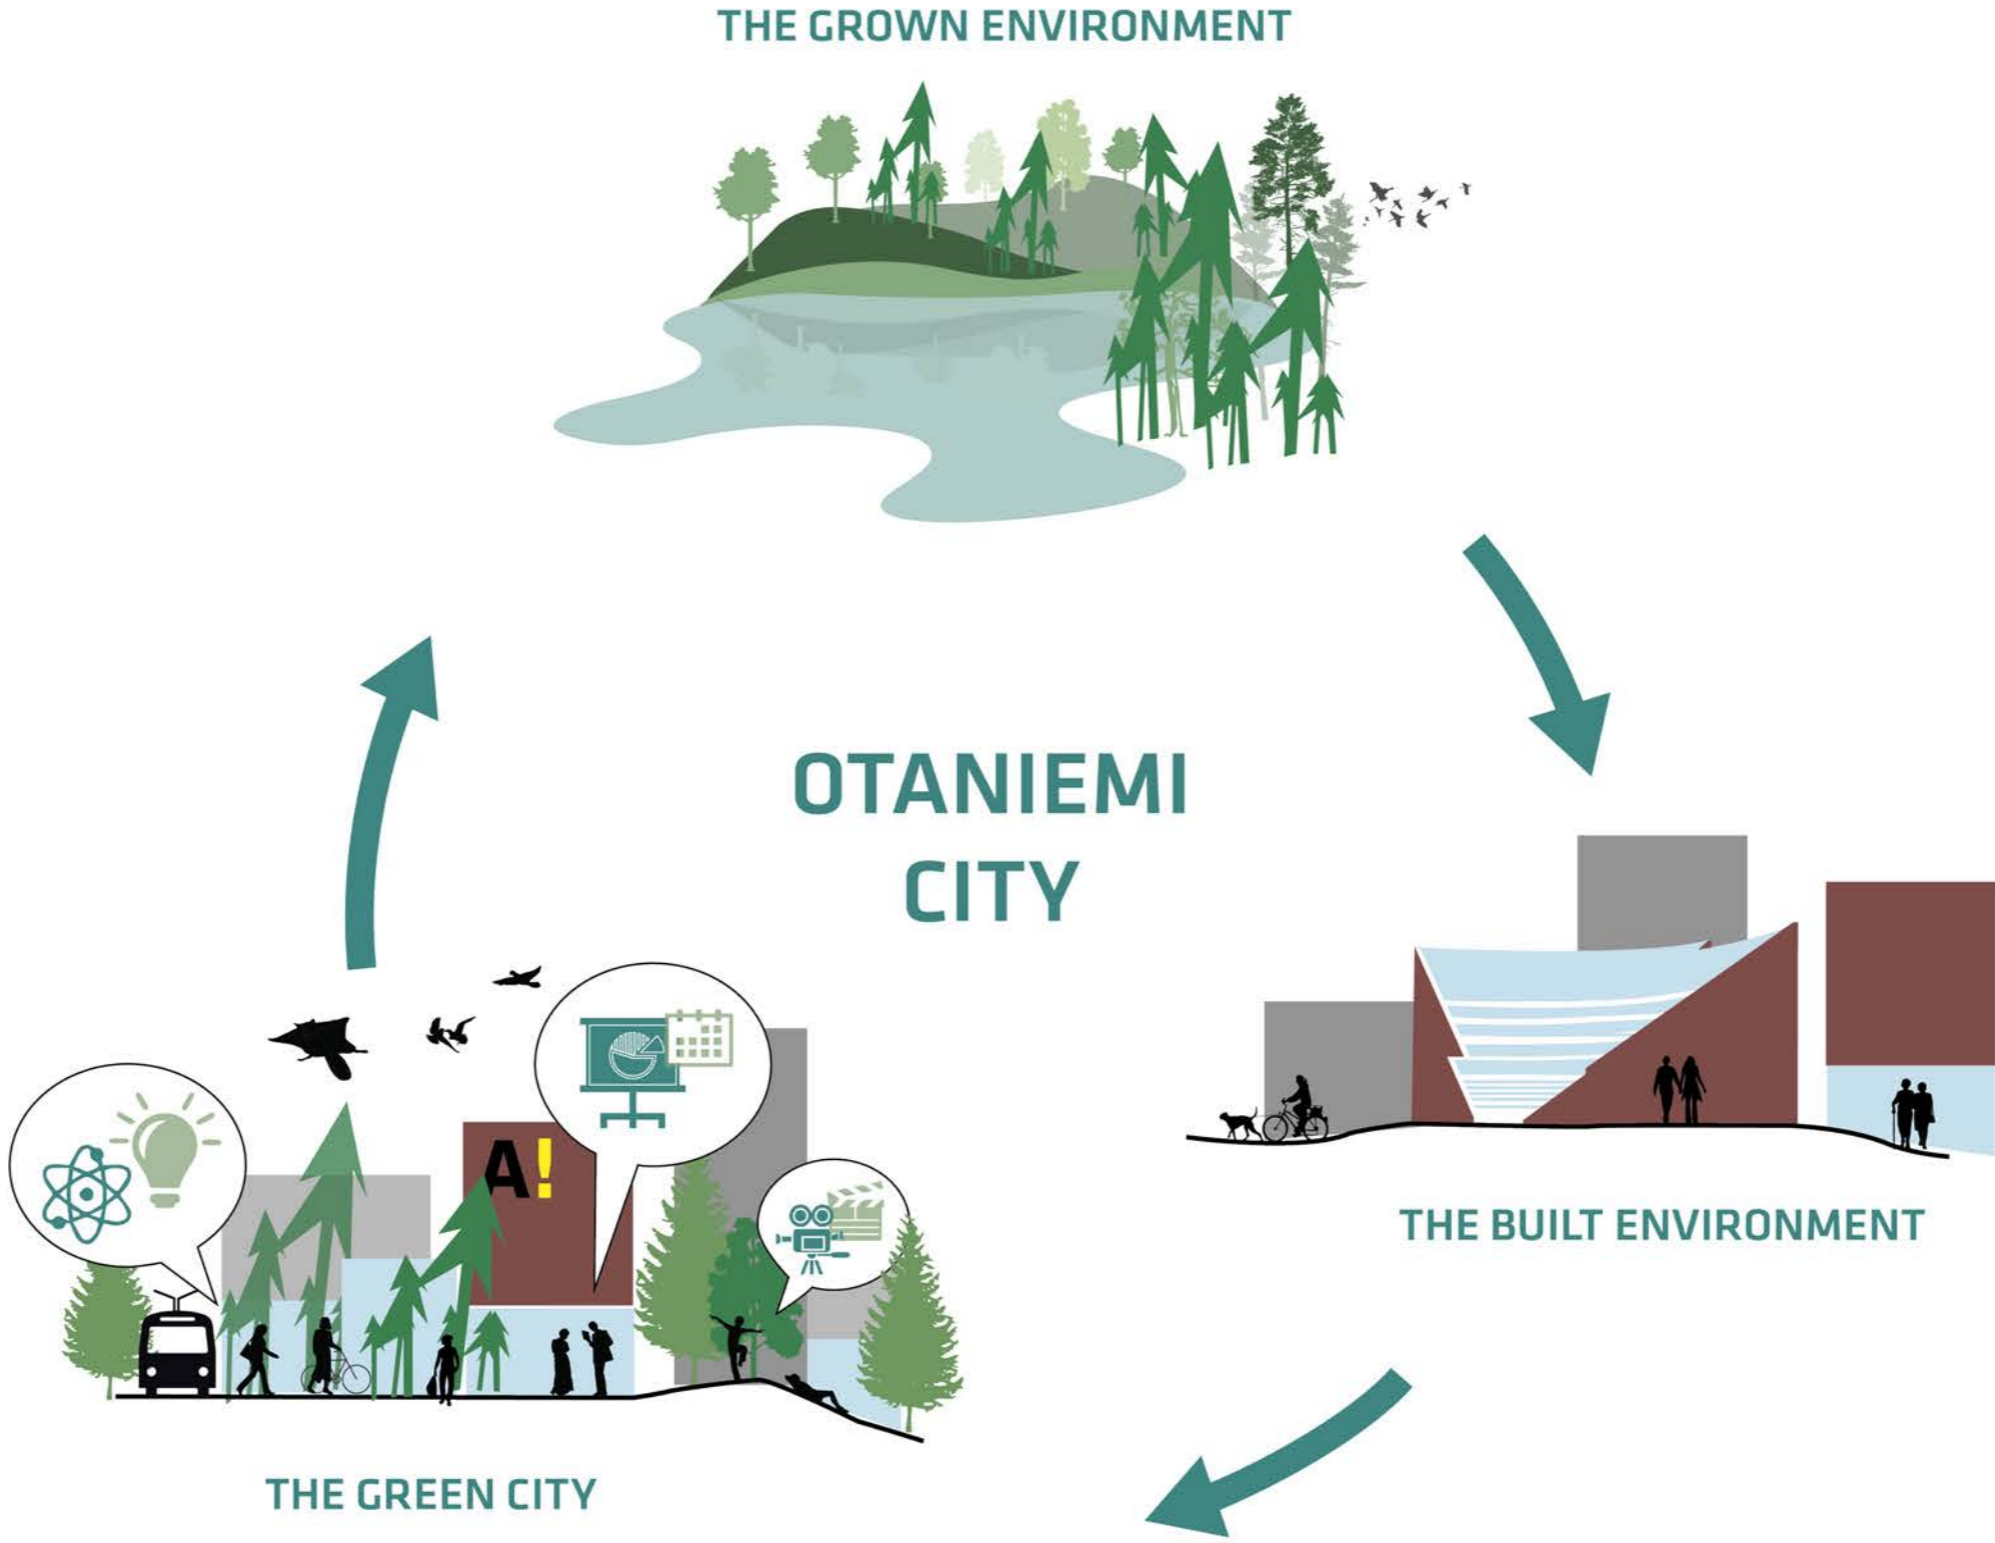 THE GROWN ENVIRONMENT
OTANIEMI
CITY
A!
THE BUILT ENVIRONMENT
THE GREEN CITY